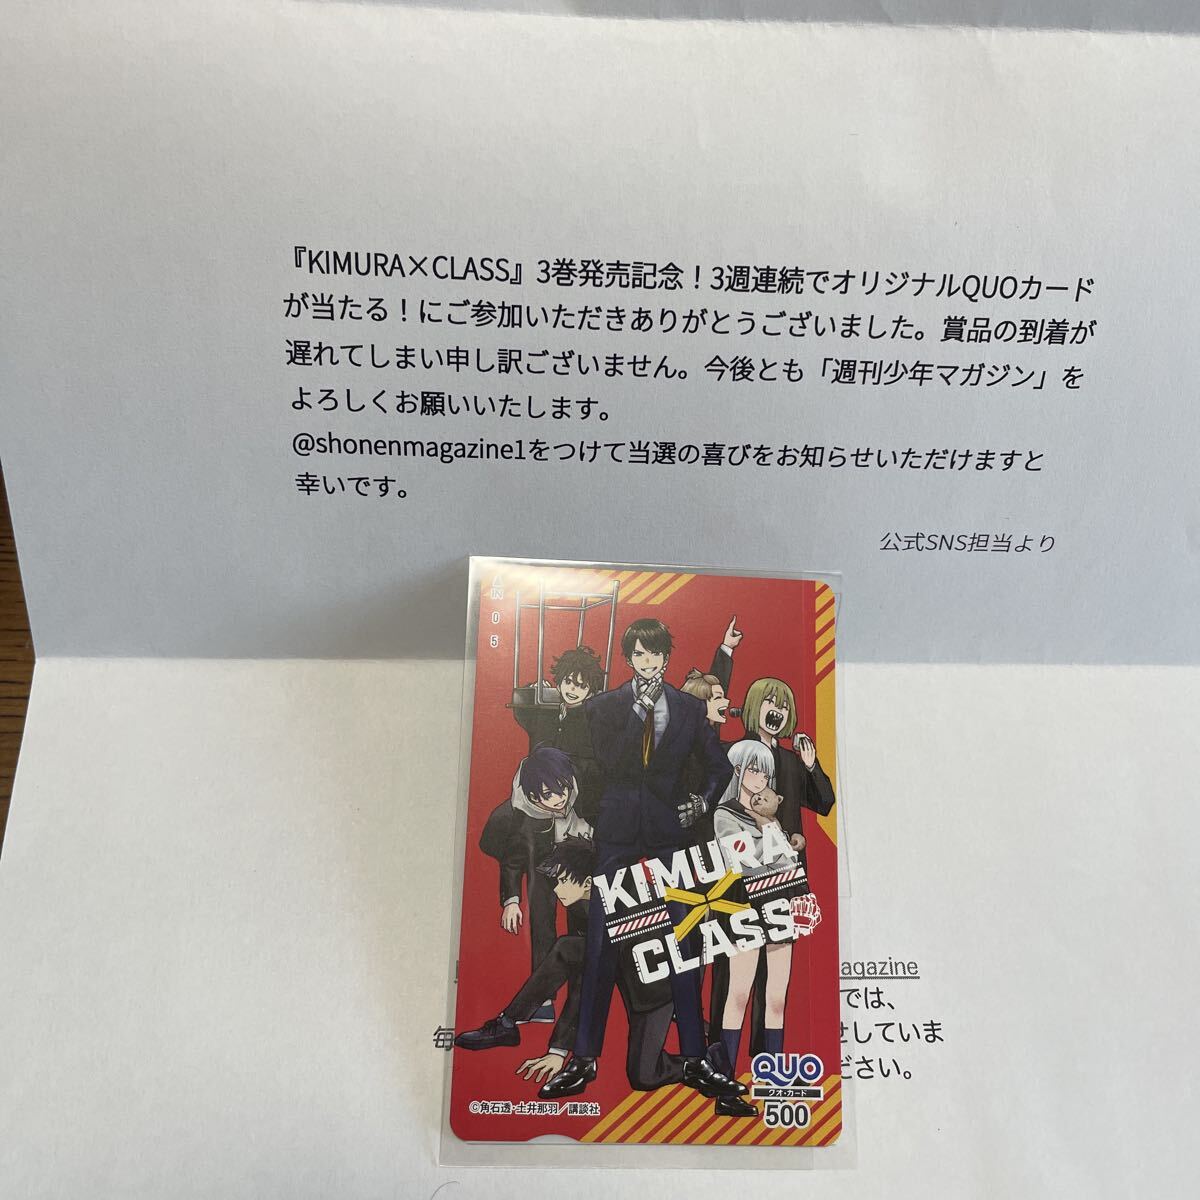 『KIMURA×CLASS』3巻発売記念！3週連続でオリジナルQUOカード
が当たる！にご参加いただきありがとうございました。賞品の到着が
遅れてしまい申し訳ございません。今後とも「週刊少年マガジン」を
よろしくお願いいたします。
@shonenmagazine1をつけて当選の喜びをお知らせいただけますと
幸いです。
公式SNS担当より
IN
0
5
KIMURA
×
CLASS
QUO
クオ・カード
500
©角石透・土井那羽／講談社
agazine
では、
毎
せしていま
ださい。